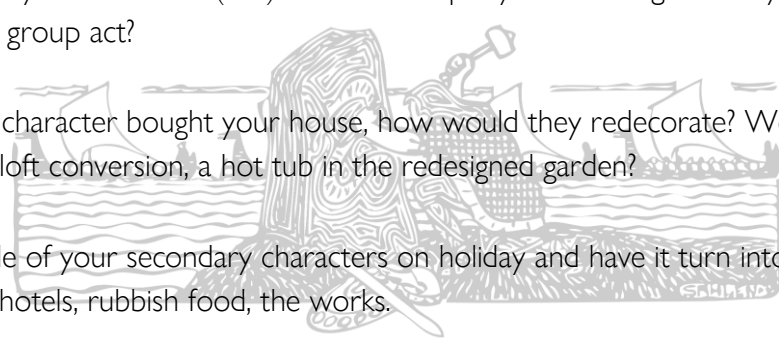 group act?
character bought your house, how would they redecorate?
loft conversion, a hot tub in the redesigned garden?
of your secondary characters on holiday and have it turn into
hotels, rubbish food, the works.